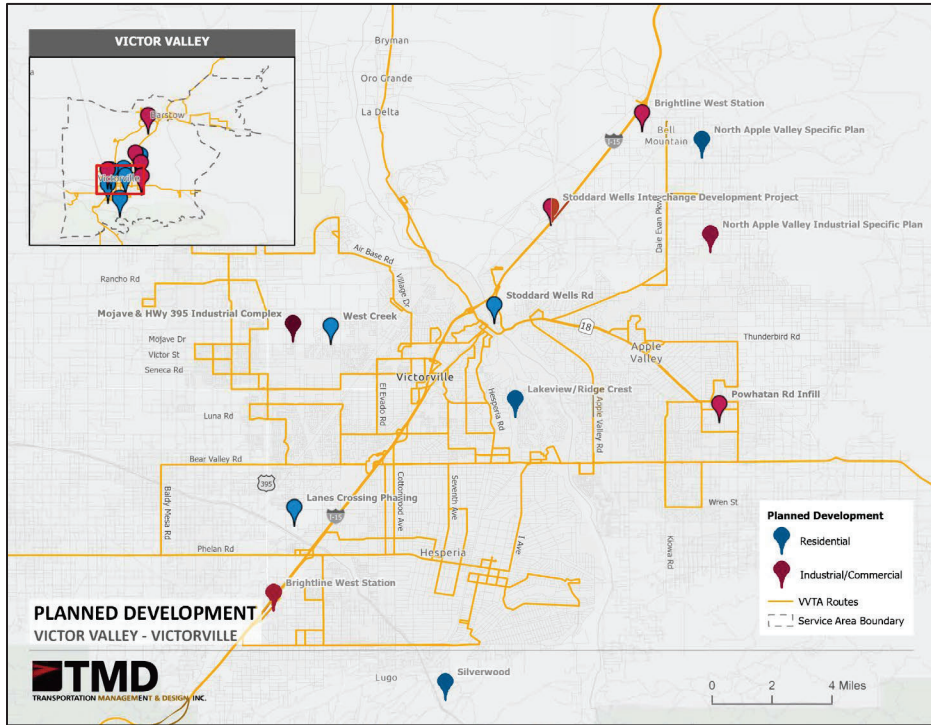 VICTOR VALLEY
Barstow
Victorville
Bryman
Oro Grande
La Delta
Brightline West Station
Bell
Mountain
I-15
North Apple Valley Specific Plan
Stoddard Wells Interchange Development Project
Dale Evan Pkwy
North Apple Valley Industrial Specific Plan
Air Base Rd
Rancho Rd
Village Dr
Stoddard Wells Rd
Mojave & HWy 395 Industrial Complex
West Creek
18
Mojave Dr
Victor St
Seneca Rd
Apple
Valley
Thunderbird Rd
Victorville
El Evado Rd
Hesperia Rd
Lakeview/Ridge Crest
Apple Valley Rd
Powhatan Rd Infill
Luna Rd
Bear Valley Rd
395
Baldy Mesa Rd
Lanes Crossing Phasing
I-15
Cottonwood Ave
Seventh Ave
I Ave
Wren St
Kiowa Rd
Phelan Rd
Hesperia
Brightline West Station
Planned Development
Residential
Industrial/Commercial
VVTA Routes
Service Area Boundary
PLANNED DEVELOPMENT
VICTOR VALLEY - VICTORVILLE
TMD
TRANSPORTATION MANAGEMENT & DESIGN, INC.
Lugo
Silverwood
0 2 4 Miles